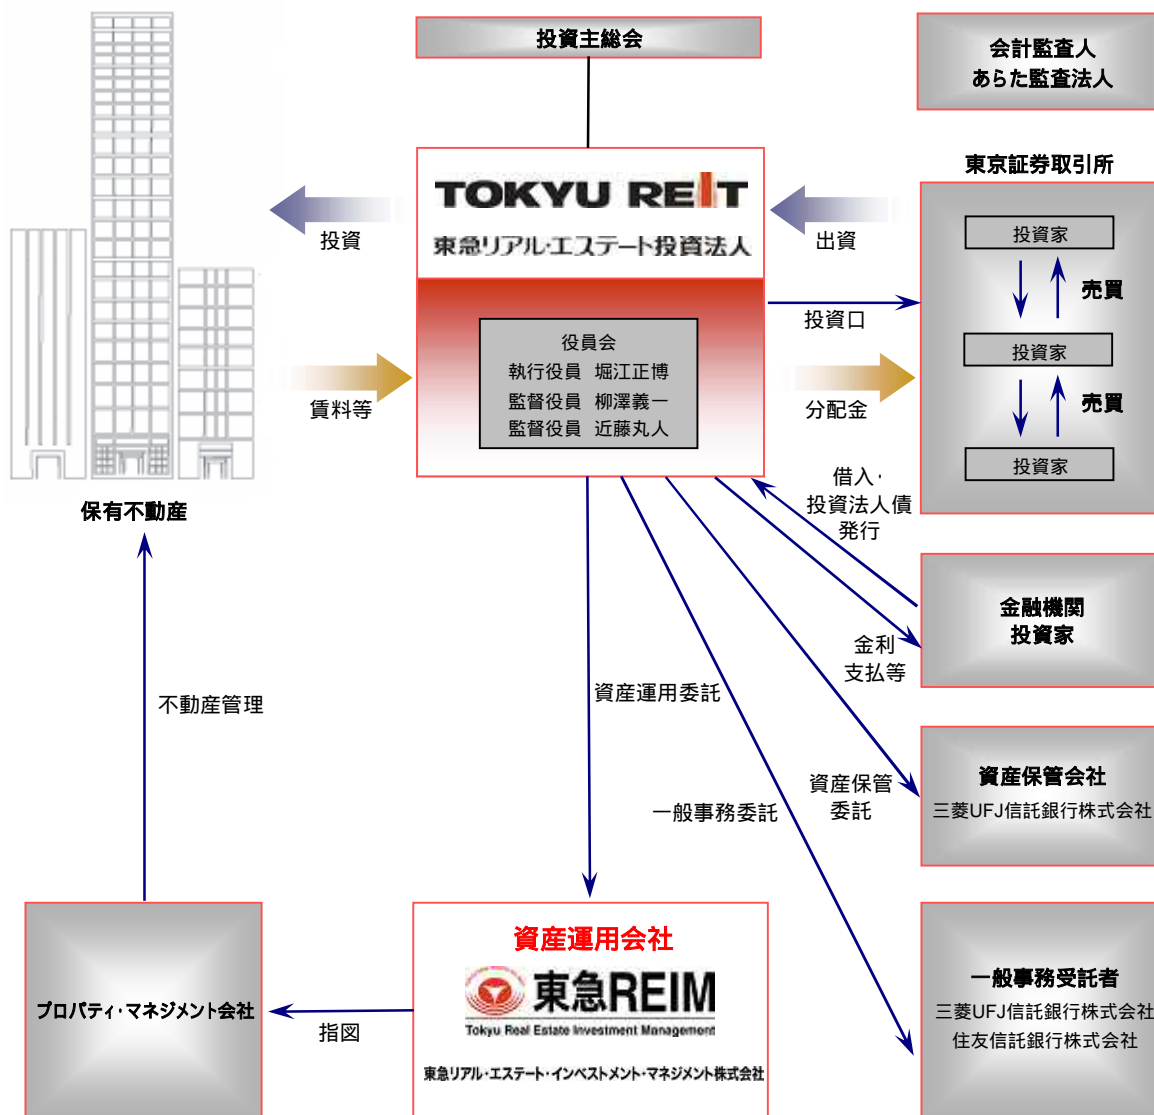 投資主総会
会計監査人
あらた監査法人
東京証券取引所
TOKYU REIT
東急リアル・エステート投資法人
投資
出資
投資家
売買
投資口
役員会
執行役員 堀江正博
監督役員 柳澤義一
監督役員 近藤丸人
賃料等
分配金
投資家
売買
投資家
保有不動産
借入・
投資法人債
発行
金融機関
投資家
金利
支払等
不動産管理
資産運用委託
資産保管会社
三菱UFJ信託銀行株式会社
資産保管
委託
一般事務委託
資産運用会社
東急REIM
Tokyu Real Estate Investment Management
東急リアル・エステート・インベストメント・マネジメント株式会社
プロパティ・マネジメント会社
指図
一般事務受託者
三菱UFJ信託銀行株式会社
住友信託銀行株式会社